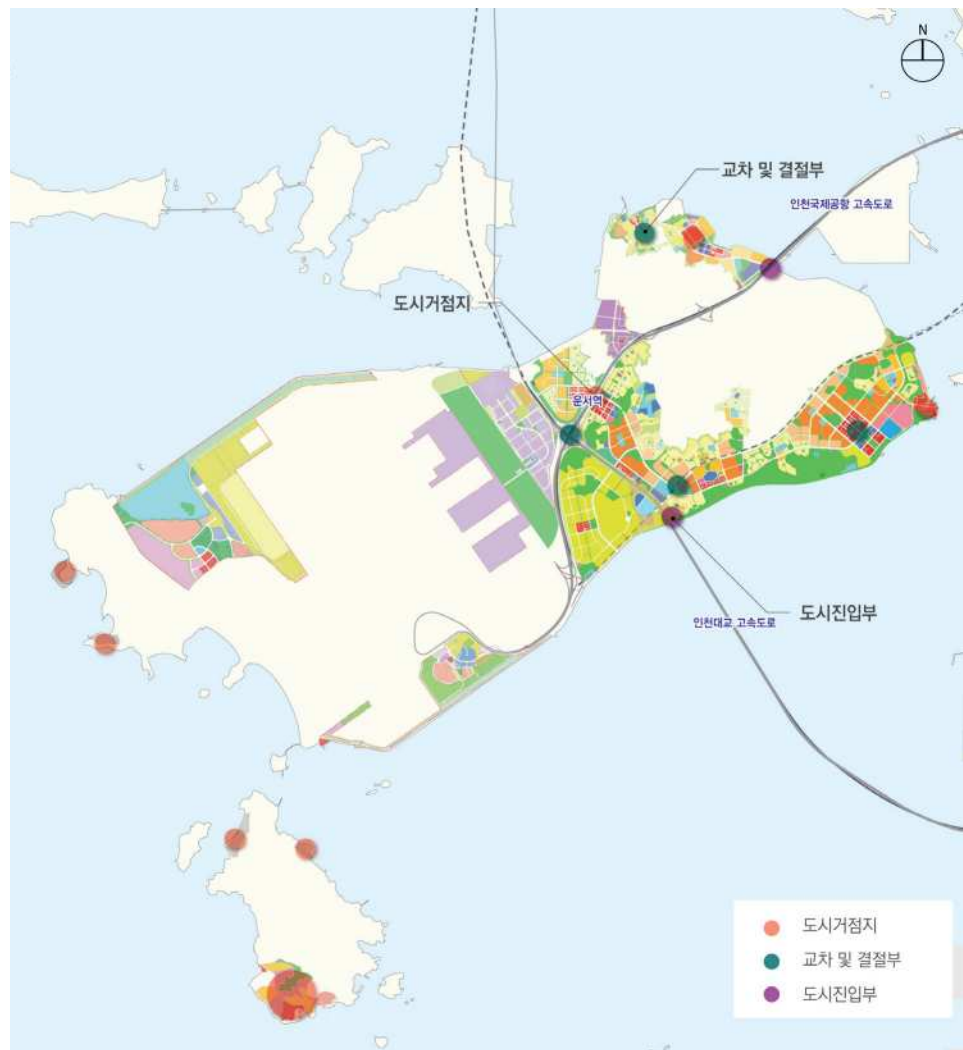 N
교차 및 결절부
인천국제공항 고속도로
도시거점지
운서역
도시진입부
인천대교 고속도로
도시거점지
교차 및 결절부
도시진입부